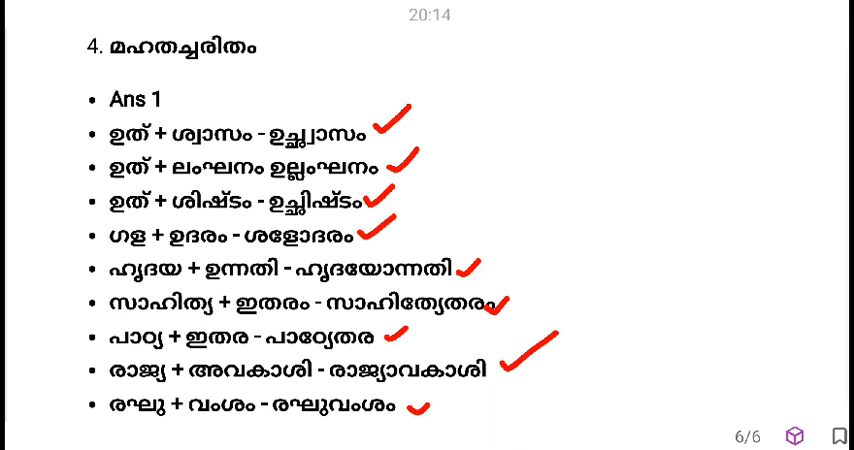 20:14
4. മഹതച്ചരിതം
• Ans 1
• ഉത് + ശ്വാസം - ഉച്ഛ്വാസം
• ഉത് + ലംഘനം ഉല്ലംഘനം
• ഉത് + ശിഷ്ടം - ഉച്ഛിഷ്ടം
• ഗള + ഉദരം - ശളോദരം
• ഹൃദയ + ഉന്നതി - ഹൃദയോന്നതി
• സാഹിത്യ + ഇതരം - സാഹിത്യേതരം
• പാഠ്യ + ഇതര - പാഠ്യേതര
• രാജ്യ + അവകാശി - രാജ്യാവകാശി
• രഘു + വംശം - രഘുവംശം
6/6